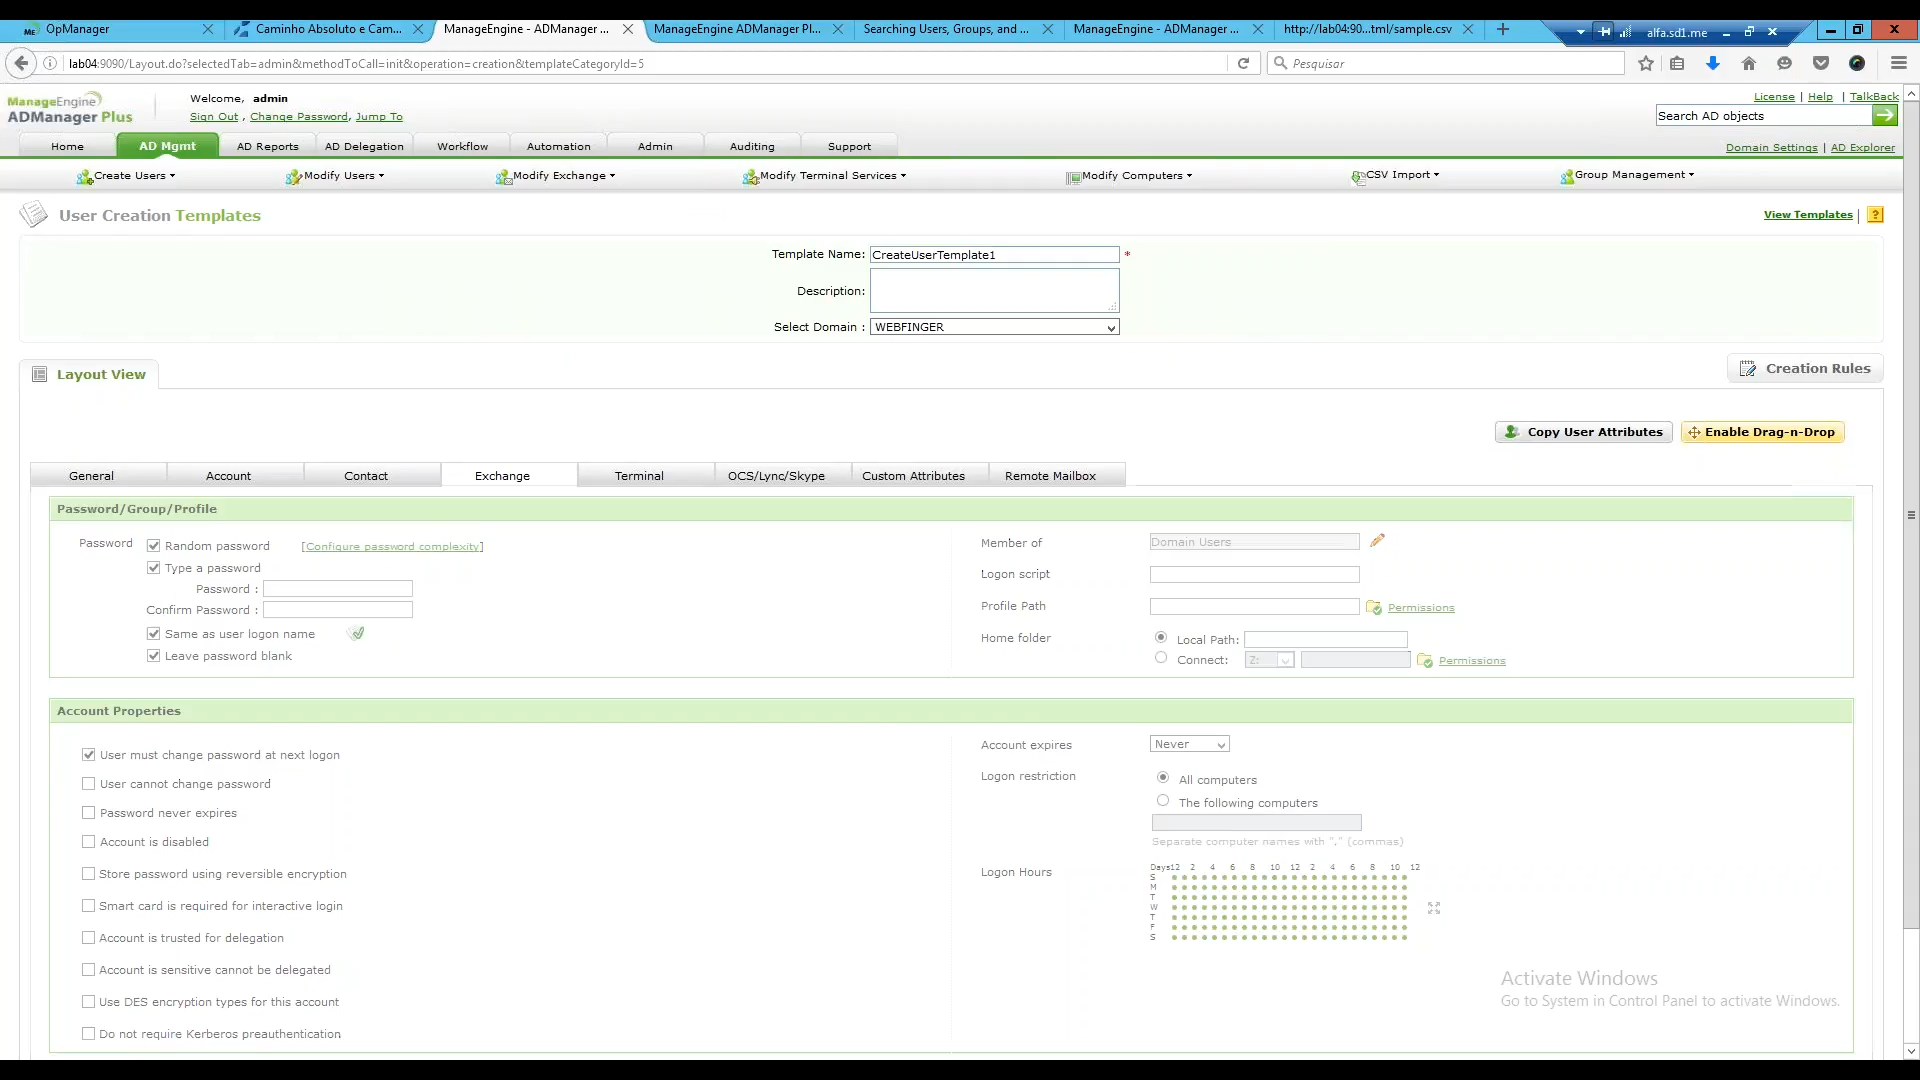 OpManager
Caminho Absoluto e Cam...
ManageEngine - ADManager ...
ManageEngine ADManager Pl...
Searching Users, Groups, and ...
ManageEngine - ADManager ...
http://lab04:90...tml/sample.csv
alfa.sd1.me
lab04:9090/Layout.do?selectedTab=admin&methodToCall=init&operation=creation&templateCategoryId=5
Pesquisar
ManageEngine
ADManager Plus
Welcome, admin
Sign Out , Change Password, Jump To
License | Help | TalkBack
Search AD objects
Home
AD Mgmt
AD Reports
AD Delegation
Workflow
Automation
Admin
Auditing
Support
Domain Settings | AD Explorer
Create Users
Modify Users
Modify Exchange
Modify Terminal Services
Modify Computers
CSV Import
Group Management
User Creation Templates
View Templates | ?
Template Name: CreateUserTemplate1 *
Description:
Select Domain : WEBFINGER
Layout View
Creation Rules
Copy User Attributes
Enable Drag-n-Drop
General
Account
Contact
Exchange
Terminal
OCS/Lync/Skype
Custom Attributes
Remote Mailbox
Password/Group/Profile
Password
Random password [Configure password complexity]
Type a password
Password :
Confirm Password :
Same as user logon name
Leave password blank
Member of Domain Users
Logon script
Profile Path Permissions
Home folder Local Path:
Connect: Z: Permissions
Account Properties
User must change password at next logon
User cannot change password
Password never expires
Account is disabled
Store password using reversible encryption
Smart card is required for interactive login
Account is trusted for delegation
Account is sensitive cannot be delegated
Use DES encryption types for this account
Do not require Kerberos preauthentication
Account expires Never
Logon restriction All computers
The following computers
Separate computer names with "," (commas)
Logon Hours
Days12 2 4 6 8 10 12 2 4 6 8 10 12
S
M
T
W
T
F
S
Activate Windows
Go to System in Control Panel to activate Windows.